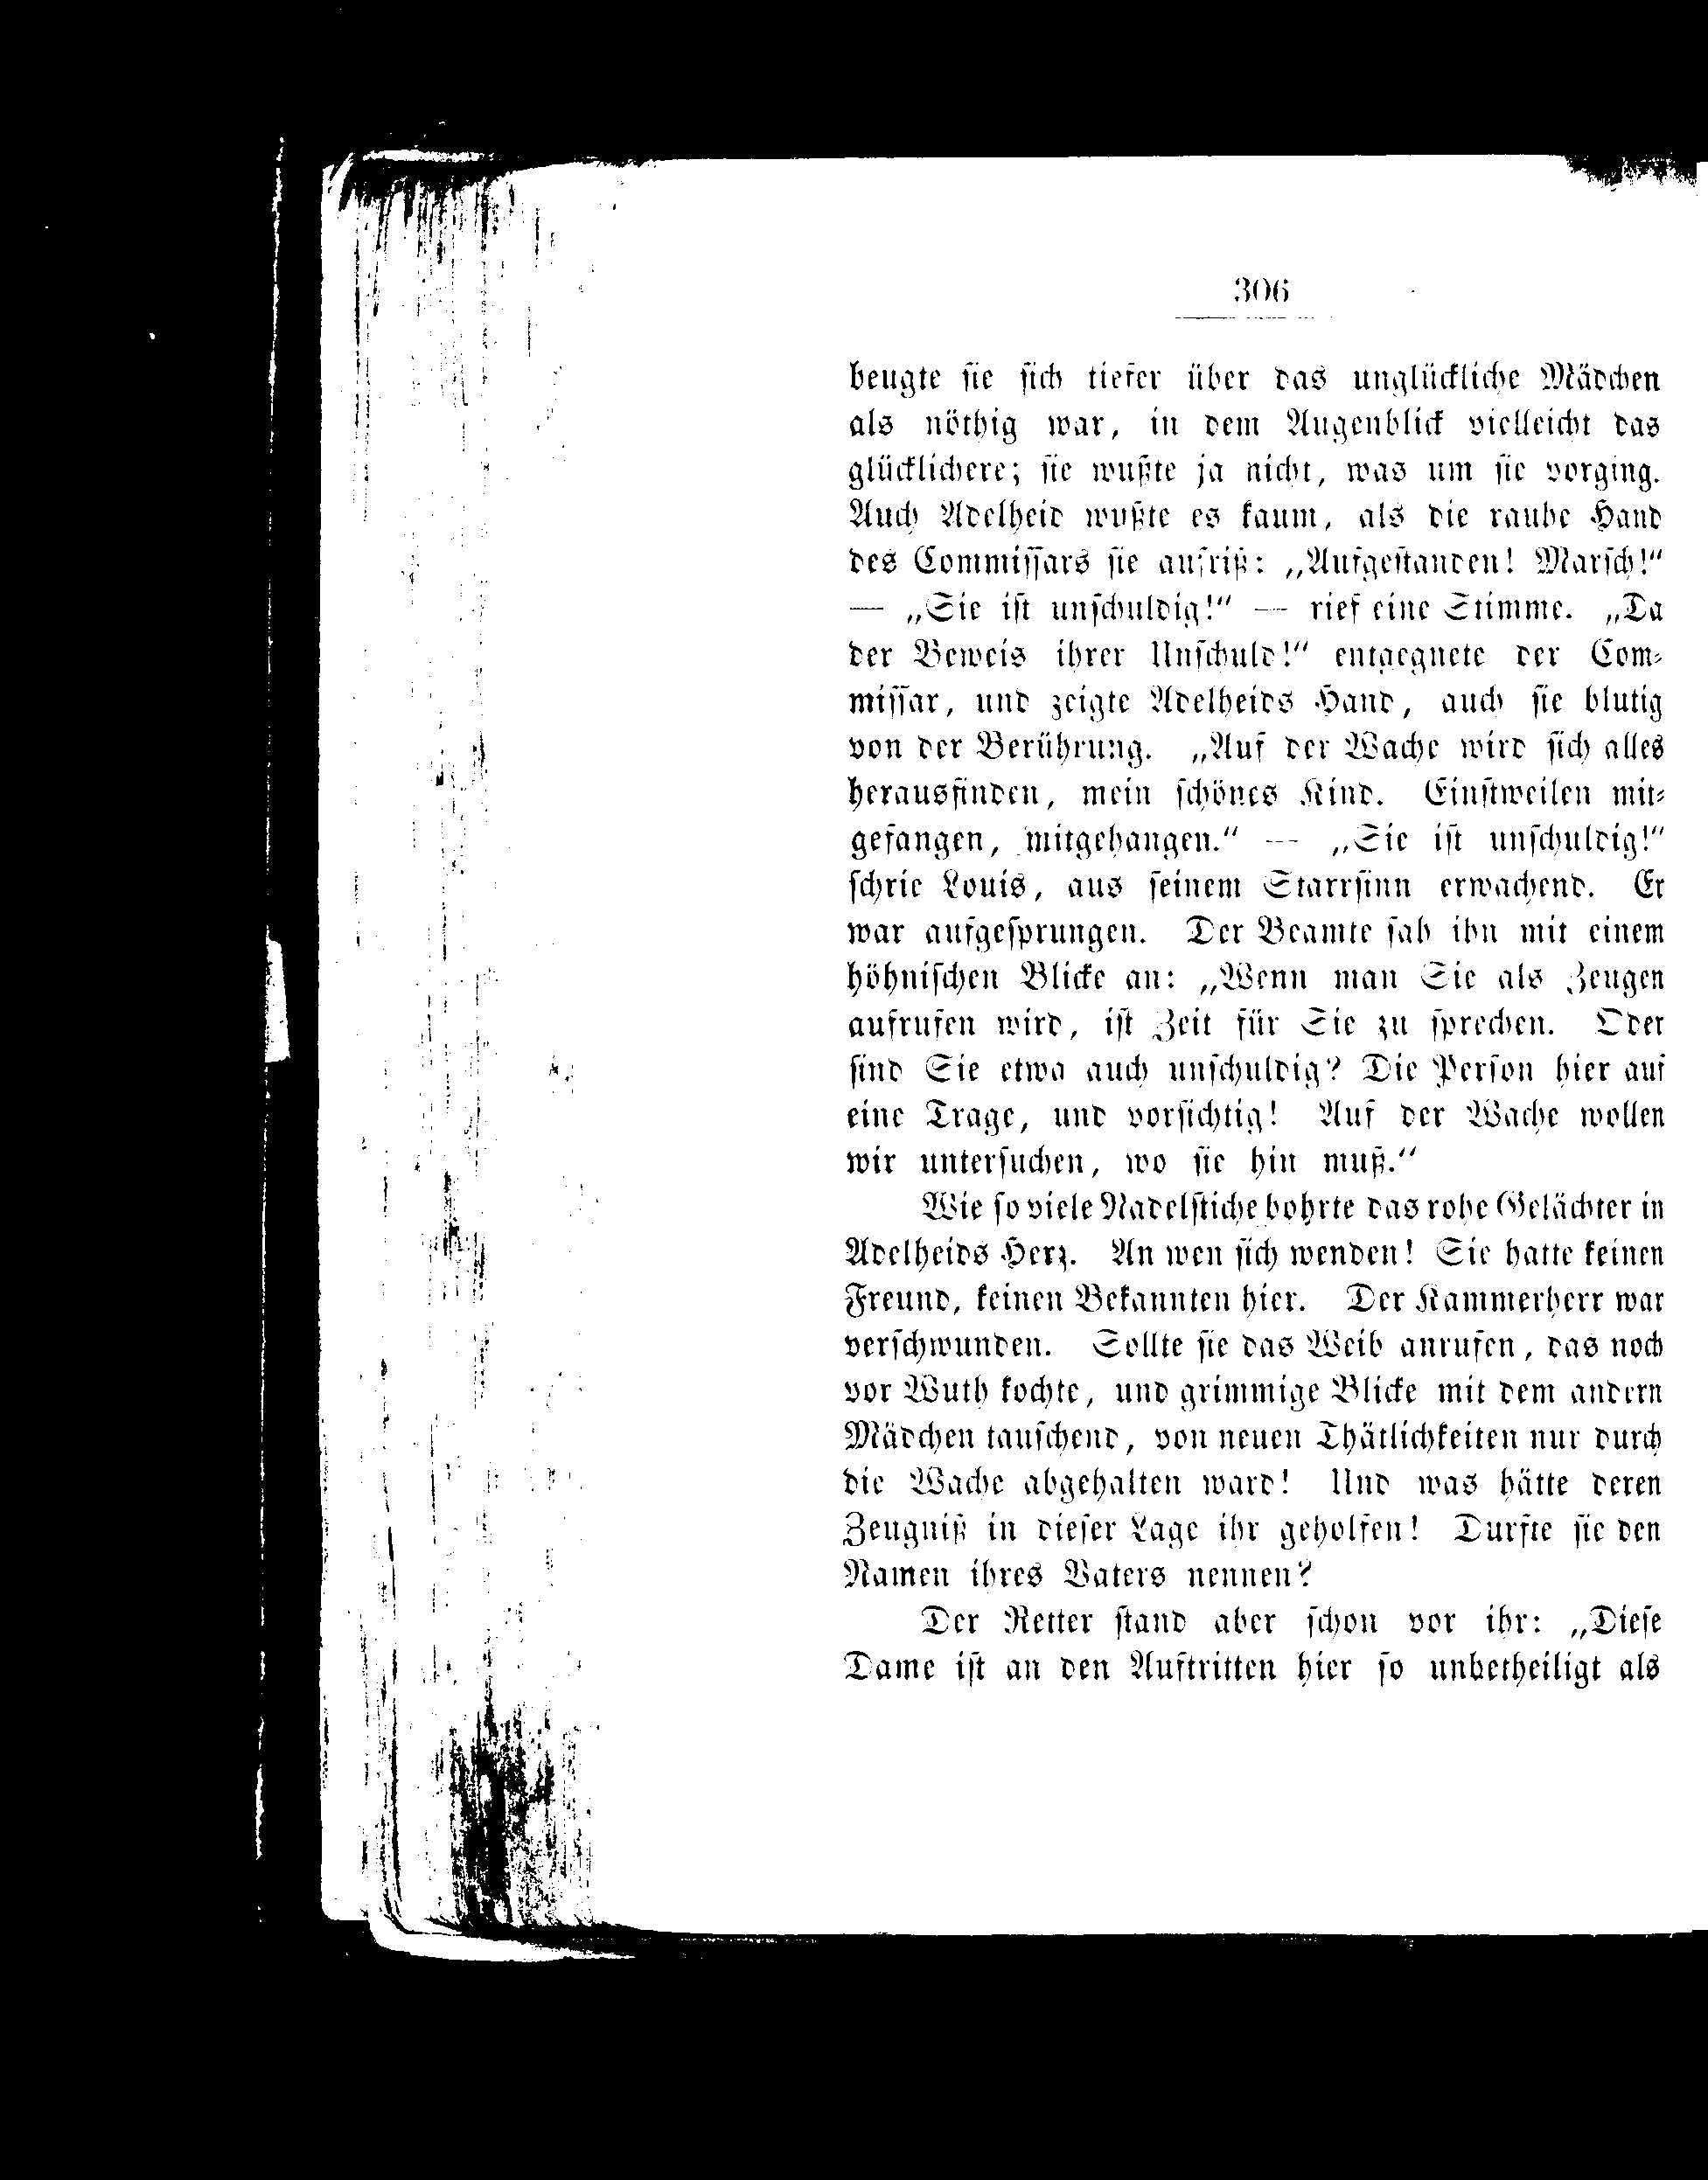 306
beugte ſie ſich tiefer über das unglückliche Mädchen
als nöthig war, in dem Augenblick vielleicht das
glücklichere; ſie wußte ja nicht, was um ſie vorging.
Auch Adelheid wußte es kaum, als die rauhe Hand
des Commiſſars ſie aufriß: „Aufgeſtanden! Marſch!“
— „Sie iſt unſchuldig!“ — rief eine Stimme. „Da
der Beweis ihrer Unſchuld!“ entgegnete der Com⸗
miſſar, und zeigte Adelheids Hand, auch ſie blutig
von der Berührung. „Auf der Wache wird ſich alles
herausfinden, mein ſchönes Kind. Einſtweilen mit⸗
gefangen, mitgehangen.“ — „Sie iſt unſchuldig!“
ſchrie Louis, aus ſeinem Starrſinn erwachend. Er
war aufgeſprungen. Der Beamte ſah ihn mit einem
höhniſchen Blicke an: „Wenn man Sie als Zeugen
aufrufen wird, iſt Zeit für Sie zu ſprechen. Oder
ſind Sie etwa auch unſchuldig? Die Perſon hier auf
eine Trage, und vorſichtig! Auf der Wache wollen
wir unterſuchen, wo ſie hin muß.“
Wie ſo viele Nadelſtiche bohrte das rohe Gelächter in
Adelheids Herz. An wen ſich wenden! Sie hatte keinen
Freund, keinen Bekannten hier. Der Kammerherr war
verſchwunden. Sollte ſie das Weib anrufen, das noch
vor Wuth kochte, und grimmige Blicke mit dem andern
Mädchen tauſchend, von neuen Thätlichkeiten nur durch
die Wache abgehalten ward! Und was hätte deren
Zeugniß in dieſer Lage ihr geholfen! Durfte ſie den
Namen ihres Vaters nennen?
Der Retter ſtand aber ſchon vor ihr: „Dieſe
Dame iſt an den Auftritten hier ſo unbetheiligt als